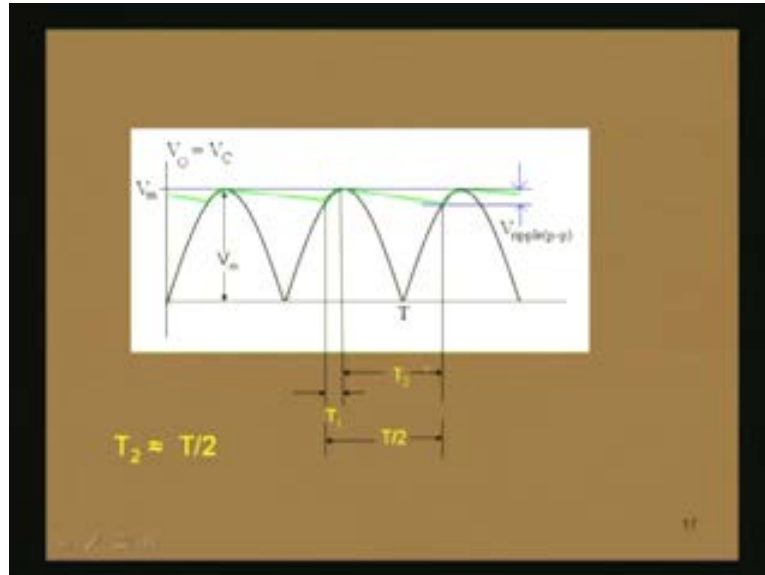 V_O = V_C
V_m
V_m
V_ripple(p-p)
T
T_2
T_1
T/2
T_2 ≈ T/2
17